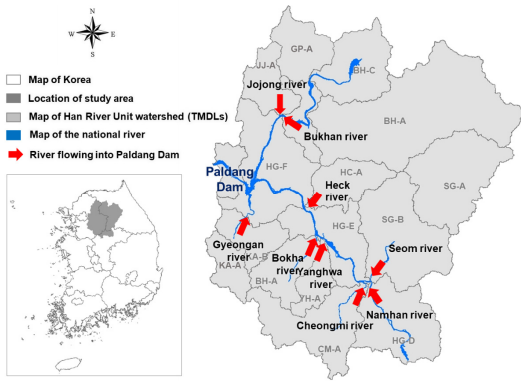 N
W
E
S
Map of Korea
Location of study area
Map of Han River Unit watershed (TMDLs)
Map of the national river
River flowing into Paldang Dam
GP-A
JJ-A
BH-C
Jojong river
BH-A
Bukhan river
HG-F
HC-A
Paldang
Dam
Heck
river
SG-A
HG-E
SG-B
Gyeongan
river
KA-B
KA-A
Bokha
river
Yanghwa
river
Seom river
BH-A
YH-A
Namhan river
Cheongmi river
CM-A
HG-D